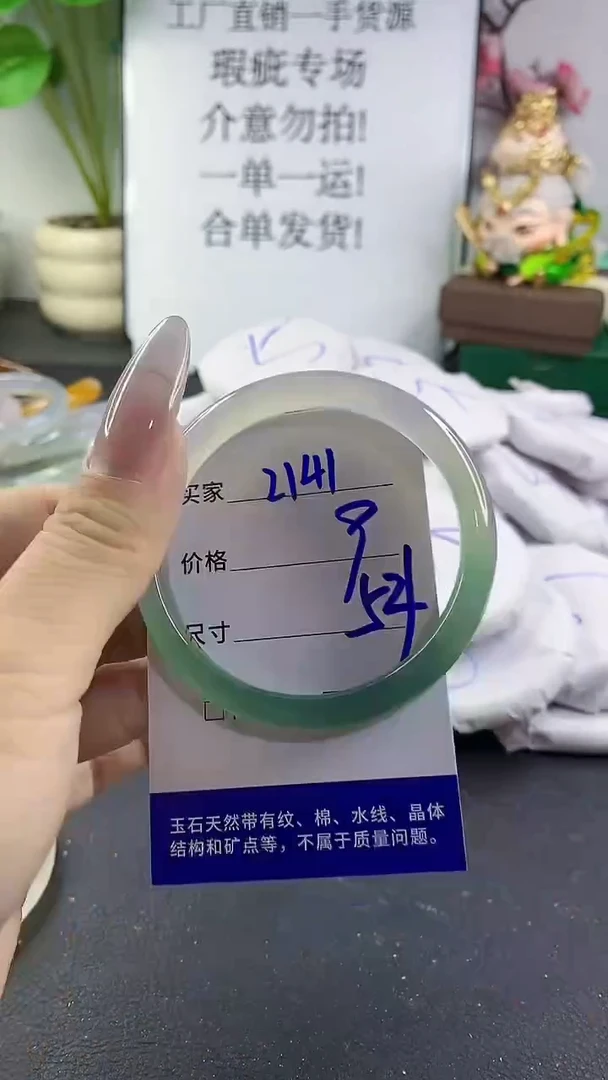 工厂直销一手货源
瑕疵专场
介意勿拍!
一单一运!
合单发货!
买家 2141
价格
尺寸 54
玉石天然带有纹、棉、水线、晶体
结构和矿点等，不属于质量问题。